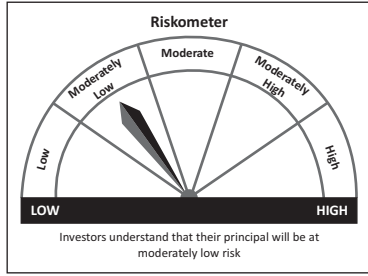 Riskometer
Moderate
Moderately
Low
Moderately
High
Low
High
LOW
HIGH
Investors understand that their principal will be at
moderately low risk